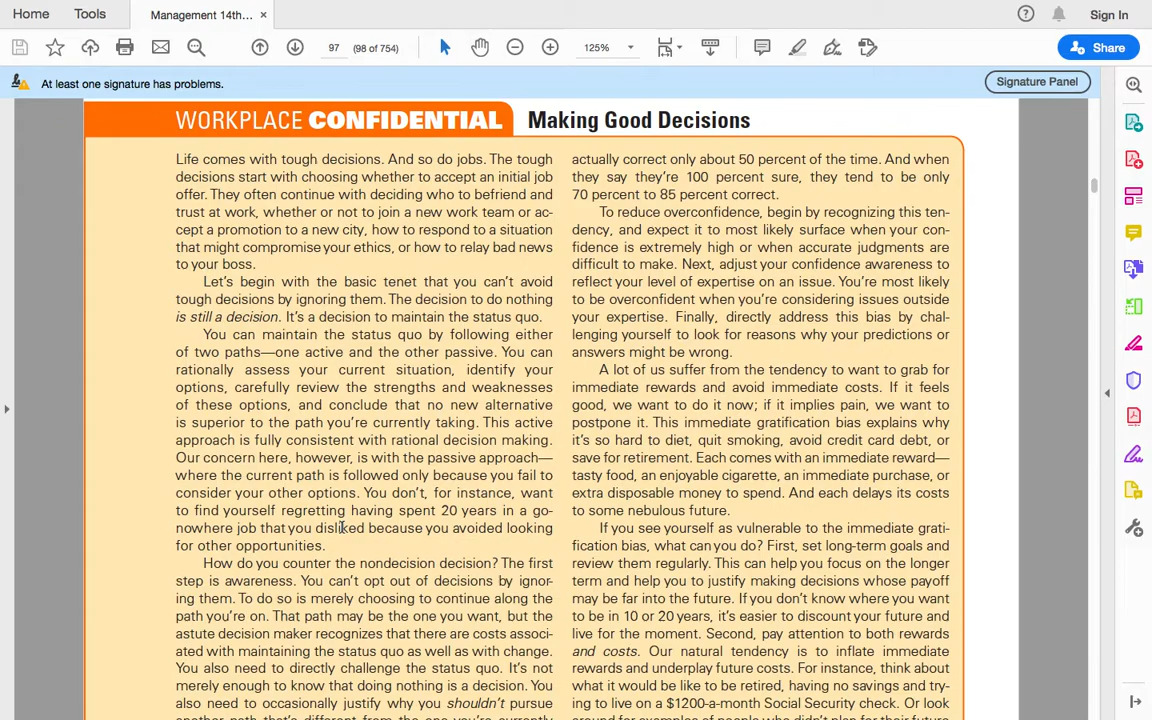 Home
Tools
Management 14th...
×
Sign In
97
(98 of 754)
125%
Share
At least one signature has problems.
Signature Panel
WORKPLACE CONFIDENTIAL
Making Good Decisions
Life comes with tough decisions. And so do jobs. The tough
decisions start with choosing whether to accept an initial job
offer. They often continue with deciding who to befriend and
trust at work, whether or not to join a new work team or ac-
cept a promotion to a new city, how to respond to a situation
that might compromise your ethics, or how to relay bad news
to your boss.
Let's begin with the basic tenet that you can't avoid
tough decisions by ignoring them. The decision to do nothing
is still a decision. It's a decision to maintain the status quo.
You can maintain the status quo by following either
of two paths—one active and the other passive. You can
rationally assess your current situation, identify your
options, carefully review the strengths and weaknesses
of these options, and conclude that no new alternative
is superior to the path you're currently taking. This active
approach is fully consistent with rational decision making.
Our concern here, however, is with the passive approach—
where the current path is followed only because you fail to
consider your other options. You don't, for instance, want
to find yourself regretting having spent 20 years in a go-
nowhere job that you disliked because you avoided looking
for other opportunities.
How do you counter the nondecision decision? The first
step is awareness. You can't opt out of decisions by ignor-
ing them. To do so is merely choosing to continue along the
path you're on. That path may be the one you want, but the
astute decision maker recognizes that there are costs associ-
ated with maintaining the status quo as well as with change.
You also need to directly challenge the status quo. It's not
merely enough to know that doing nothing is a decision. You
also need to occasionally justify why you shouldn't pursue
another path that's different from the one you're currently
actually correct only about 50 percent of the time. And when
they say they're 100 percent sure, they tend to be only
70 percent to 85 percent correct.
To reduce overconfidence, begin by recognizing this ten-
dency, and expect it to most likely surface when your con-
fidence is extremely high or when accurate judgments are
difficult to make. Next, adjust your confidence awareness to
reflect your level of expertise on an issue. You're most likely
to be overconfident when you're considering issues outside
your expertise. Finally, directly address this bias by chal-
lenging yourself to look for reasons why your predictions or
answers might be wrong.
A lot of us suffer from the tendency to want to grab for
immediate rewards and avoid immediate costs. If it feels
good, we want to do it now; if it implies pain, we want to
postpone it. This immediate gratification bias explains why
it's so hard to diet, quit smoking, avoid credit card debt, or
save for retirement. Each comes with an immediate reward—
tasty food, an enjoyable cigarette, an immediate purchase, or
extra disposable money to spend. And each delays its costs
to some nebulous future.
If you see yourself as vulnerable to the immediate grati-
fication bias, what can you do? First, set long-term goals and
review them regularly. This can help you focus on the longer
term and help you to justify making decisions whose payoff
may be far into the future. If you don't know where you want
to be in 10 or 20 years, it's easier to discount your future and
live for the moment. Second, pay attention to both rewards
and costs. Our natural tendency is to inflate immediate
rewards and underplay future costs. For instance, think about
what it would be like to be retired, having no savings and try-
ing to live on a $1200-a-month Social Security check. Or look
around for examples of people who didn't plan for their future